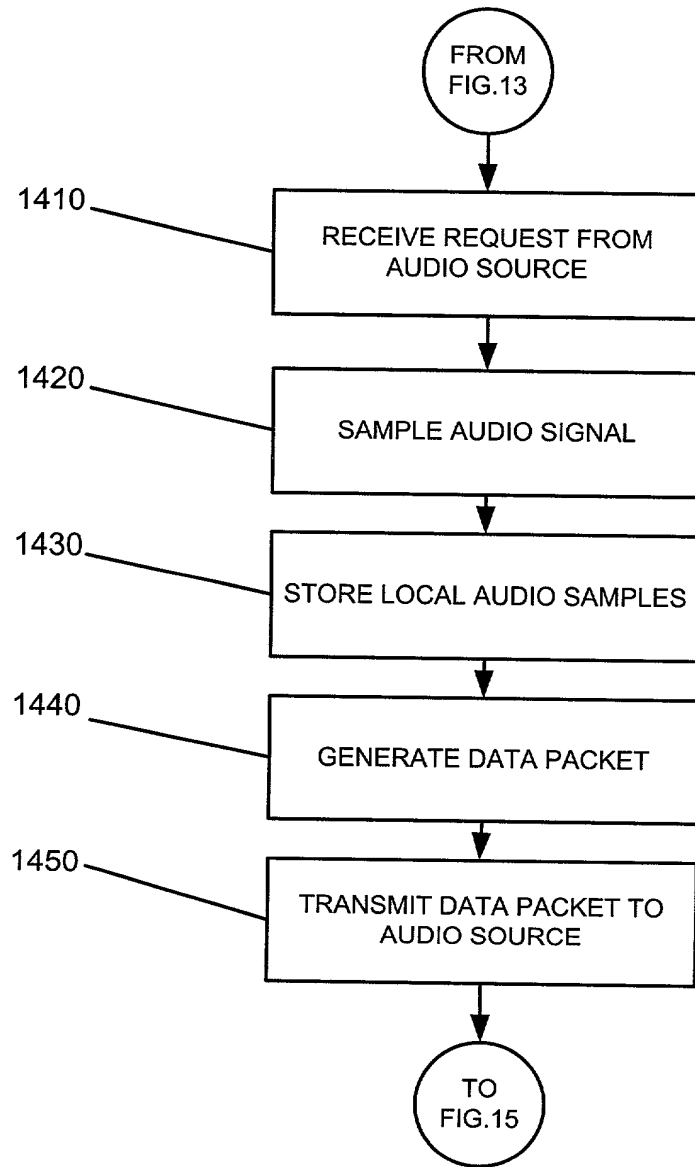 FROM
FIG.13
1410
RECEIVE REQUEST FROM
AUDIO SOURCE
1420
SAMPLE AUDIO SIGNAL
1430
STORE LOCAL AUDIO SAMPLES
1440
GENERATE DATA PACKET
1450
TRANSMIT DATA PACKET TO
AUDIO SOURCE
TO
FIG.15